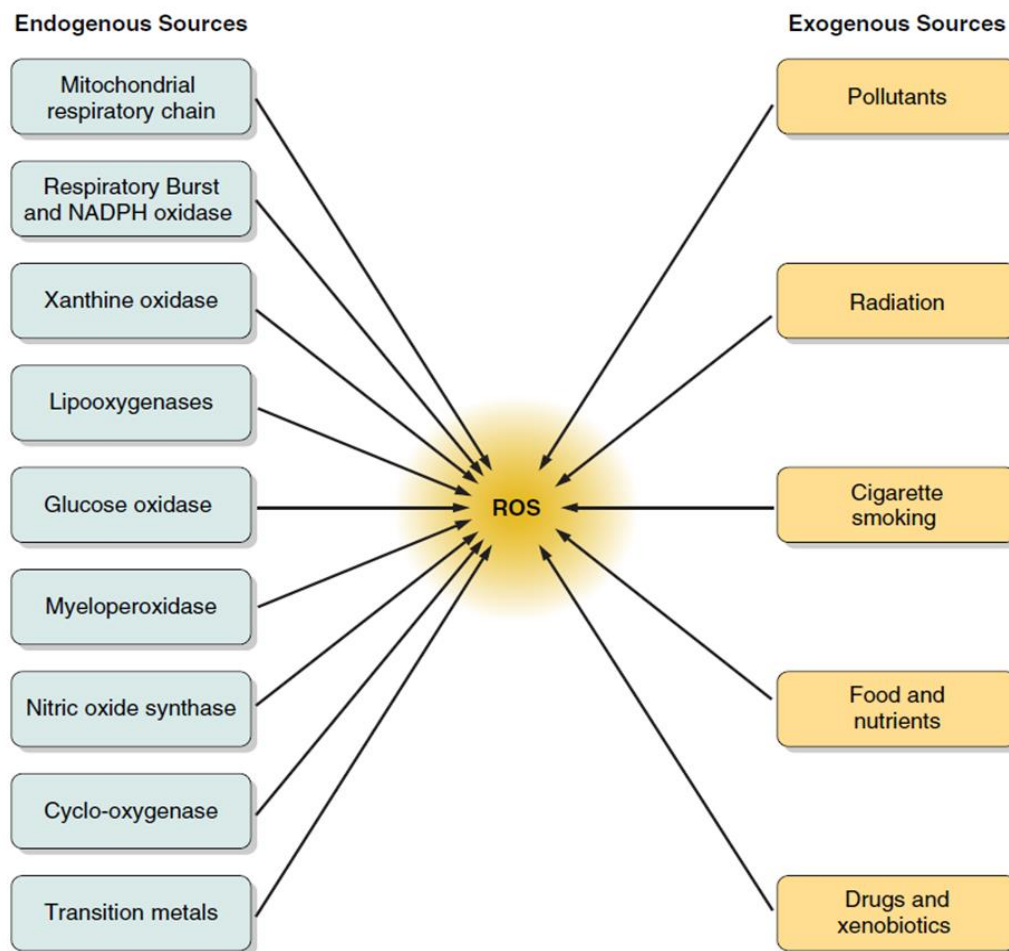 Endogenous Sources
Mitochondrial
respiratory chain
Respiratory Burst
and NADPH oxidase
Xanthine oxidase
Lipooxygenases
Glucose oxidase
Myeloperoxidase
Nitric oxide synthase
Cyclo-oxygenase
Transition metals
ROS
Exogenous Sources
Pollutants
Radiation
Cigarette
smoking
Food and
nutrients
Drugs and
xenobiotics